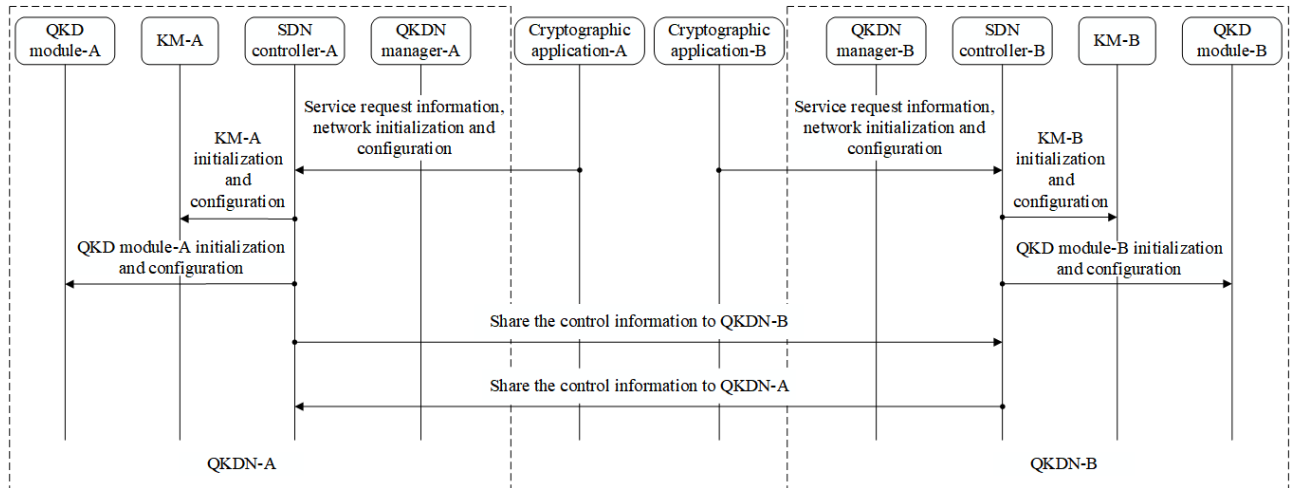 QKD
module-A
KM-A
SDN
controller-A
QKDN
manager-A
Cryptographic
application-A
Cryptographic
application-B
QKDN
manager-B
SDN
controller-B
KM-B
QKD
module-B
Service request information,
network initialization and
configuration
Service request information,
network initialization and
configuration
KM-A
initialization
and
configuration
KM-B
initialization
and
configuration
QKD module-A initialization
and configuration
QKD module-B initialization
and configuration
Share the control information to QKDN-B
Share the control information to QKDN-A
QKDN-A
QKDN-B